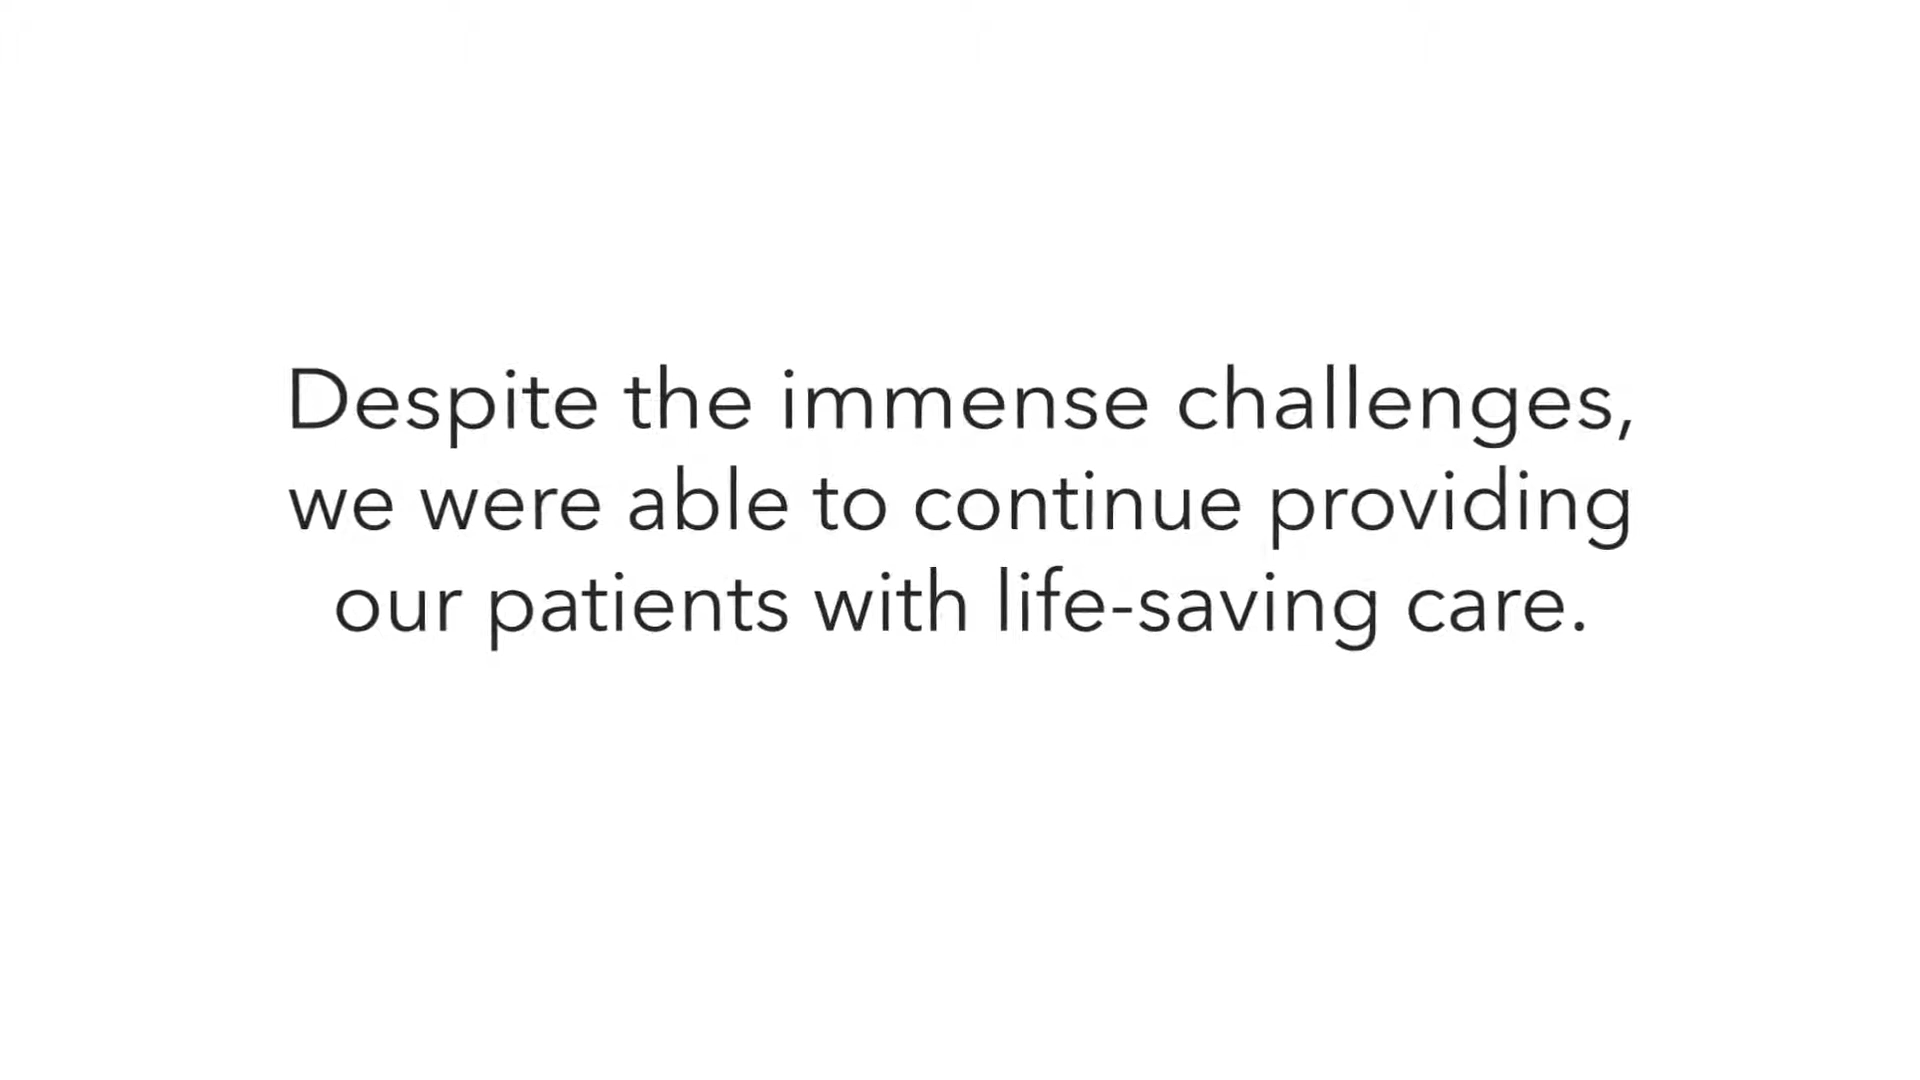 Despite the immense challenges,
we were able to continue providing
our patients with life-saving care.